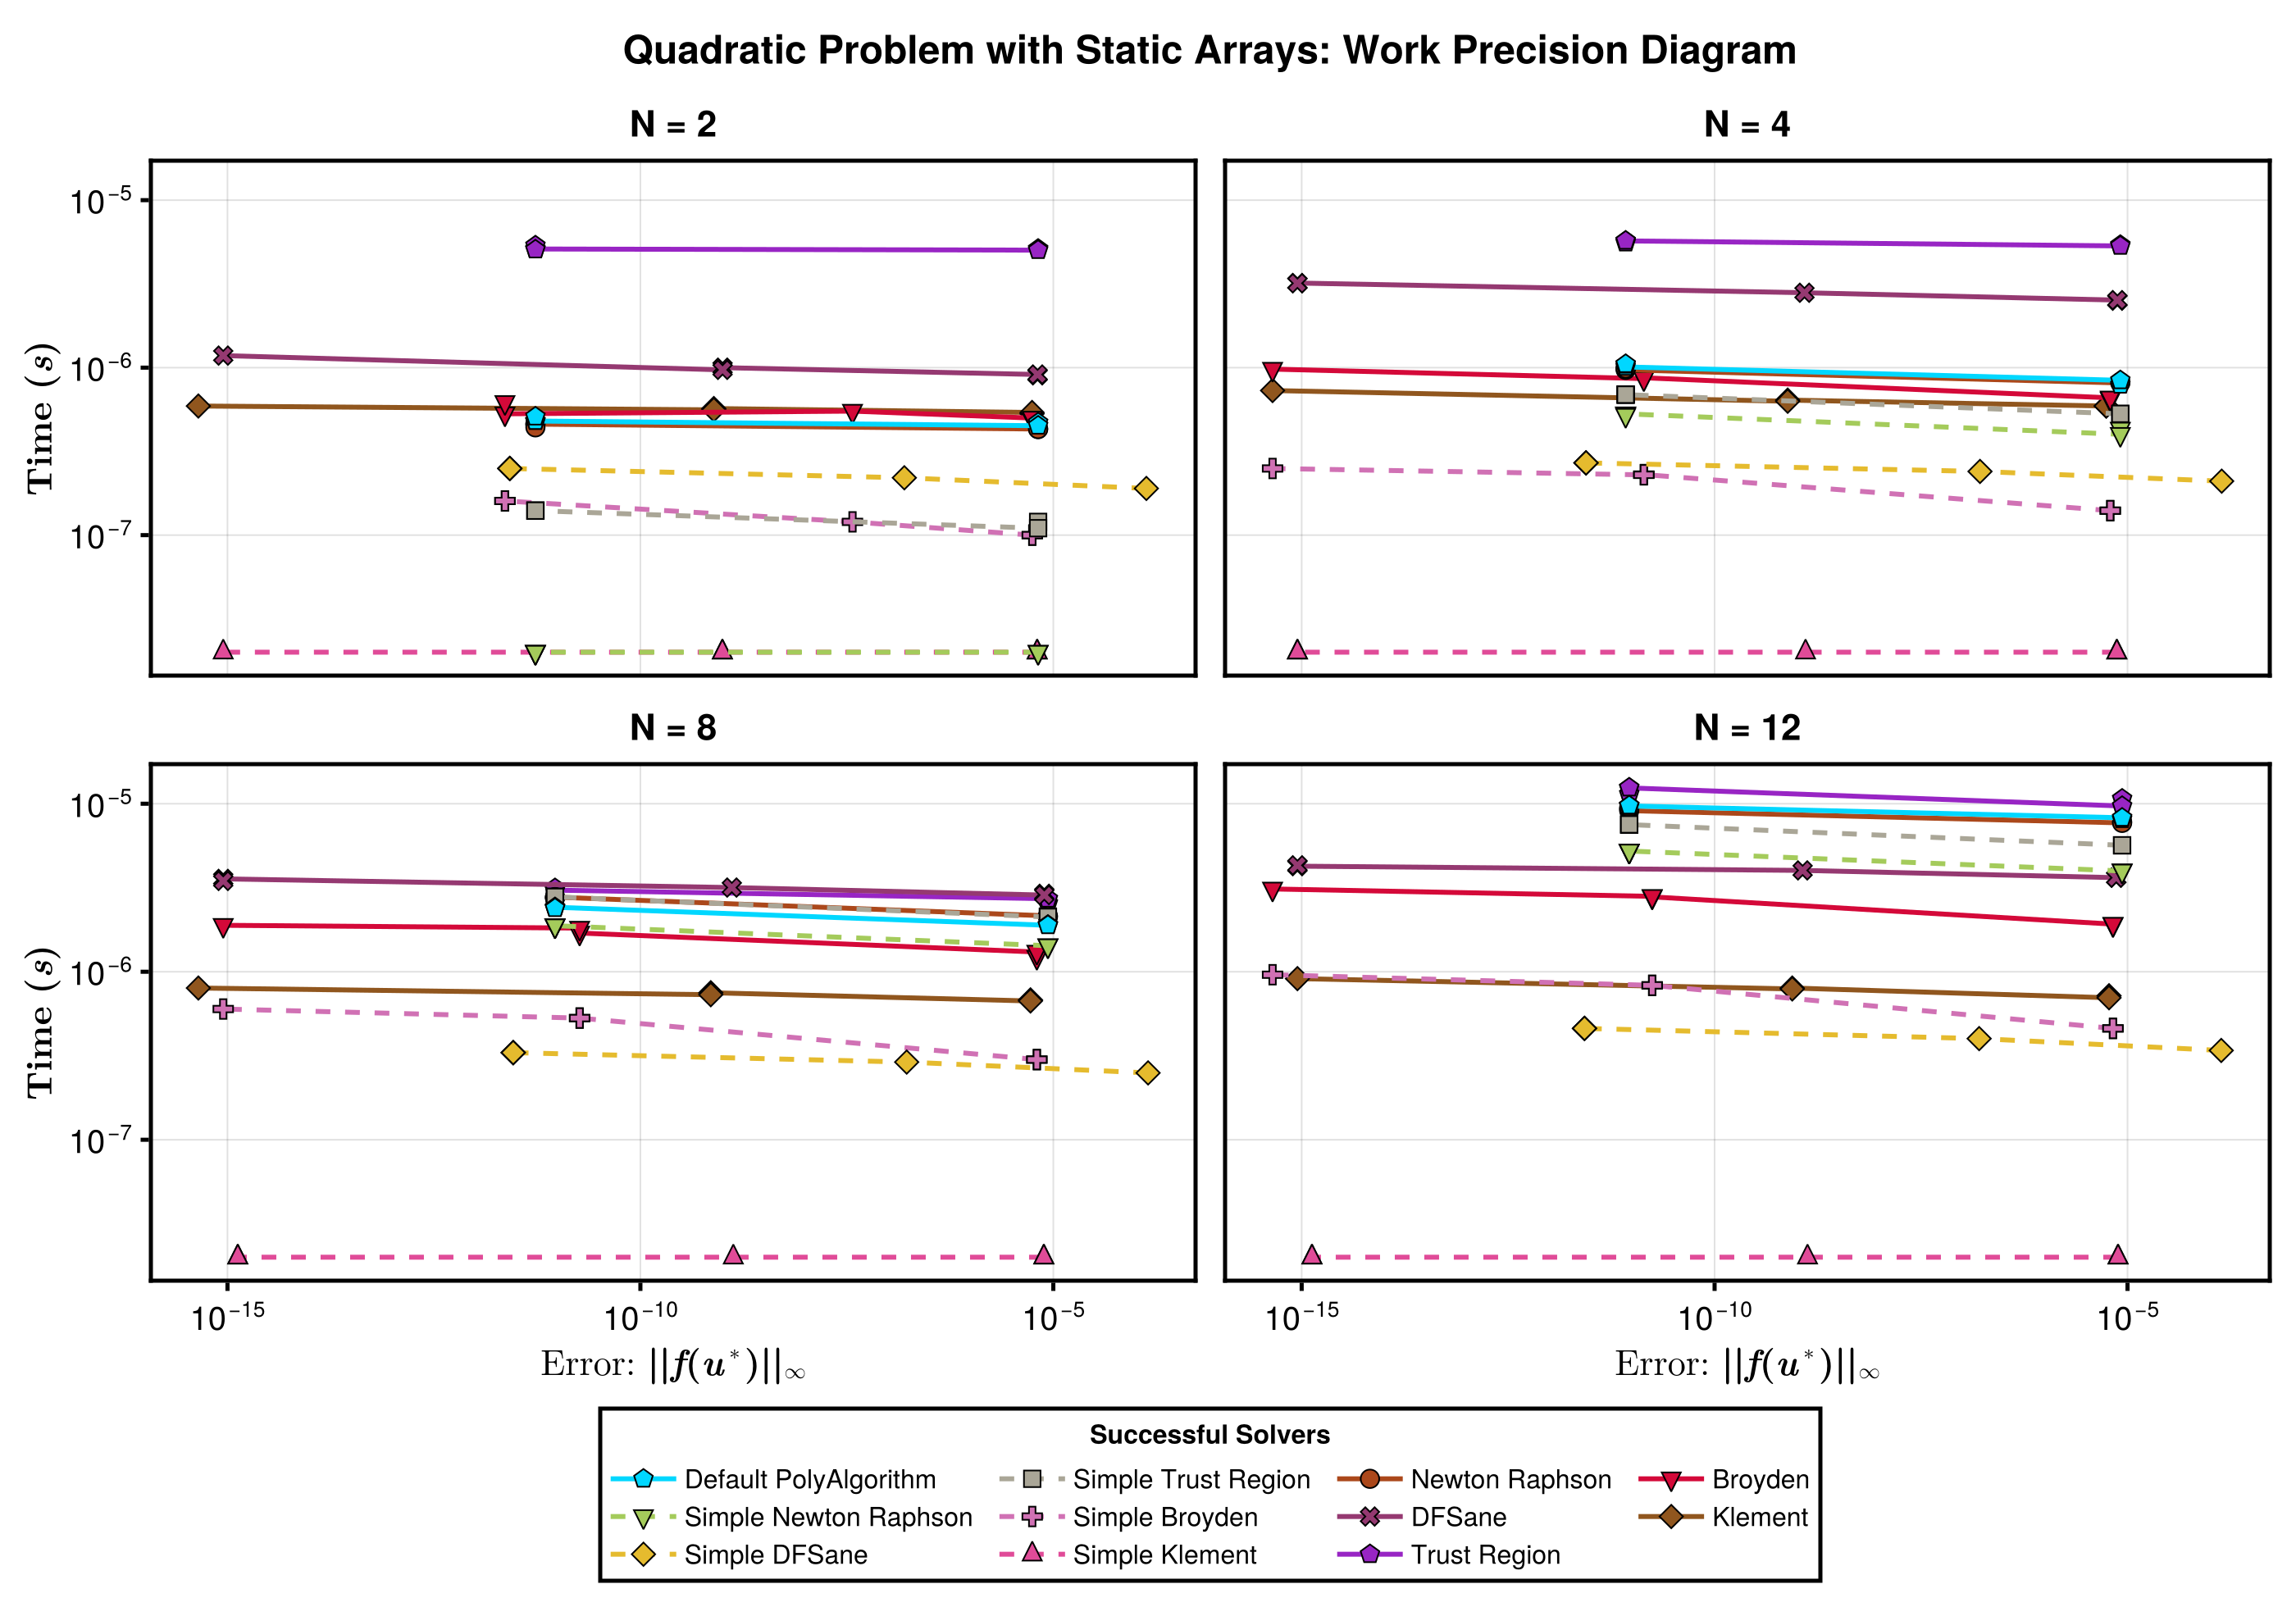 Quadratic Problem with Static Arrays: Work Precision Diagram
N = 2
N = 4
10⁻⁵
10⁻⁶
10⁻⁷
Time (s)
N = 8
N = 12
10⁻⁵
10⁻⁶
10⁻⁷
Time (s)
10⁻¹⁵ 10⁻¹⁰ 10⁻⁵
10⁻¹⁵ 10⁻¹⁰ 10⁻⁵
Error: ||f(u*)||∞
Error: ||f(u*)||∞
Successful Solvers
Default PolyAlgorithm Simple Trust Region Newton Raphson Broyden
Simple Newton Raphson Simple Broyden DFSane Klement
Simple DFSane Simple Klement Trust Region